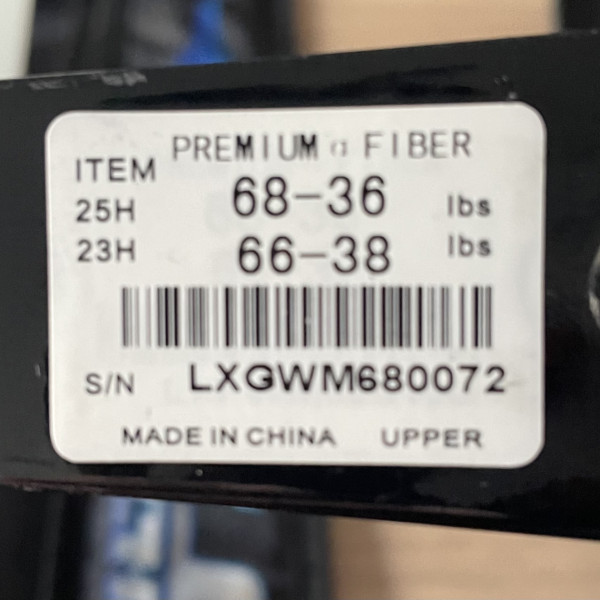 PREMIUM α FIBER
ITEM
25H 68-36 lbs
23H 66-38 lbs
S/N LXGWM680072
MADE IN CHINA UPPER